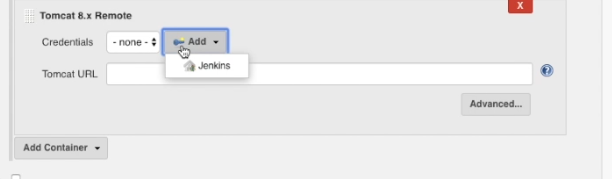 Tomcat 8.x Remote
X
Credentials - none - Add
Jenkins
Tomcat URL
Advanced...
Add Container